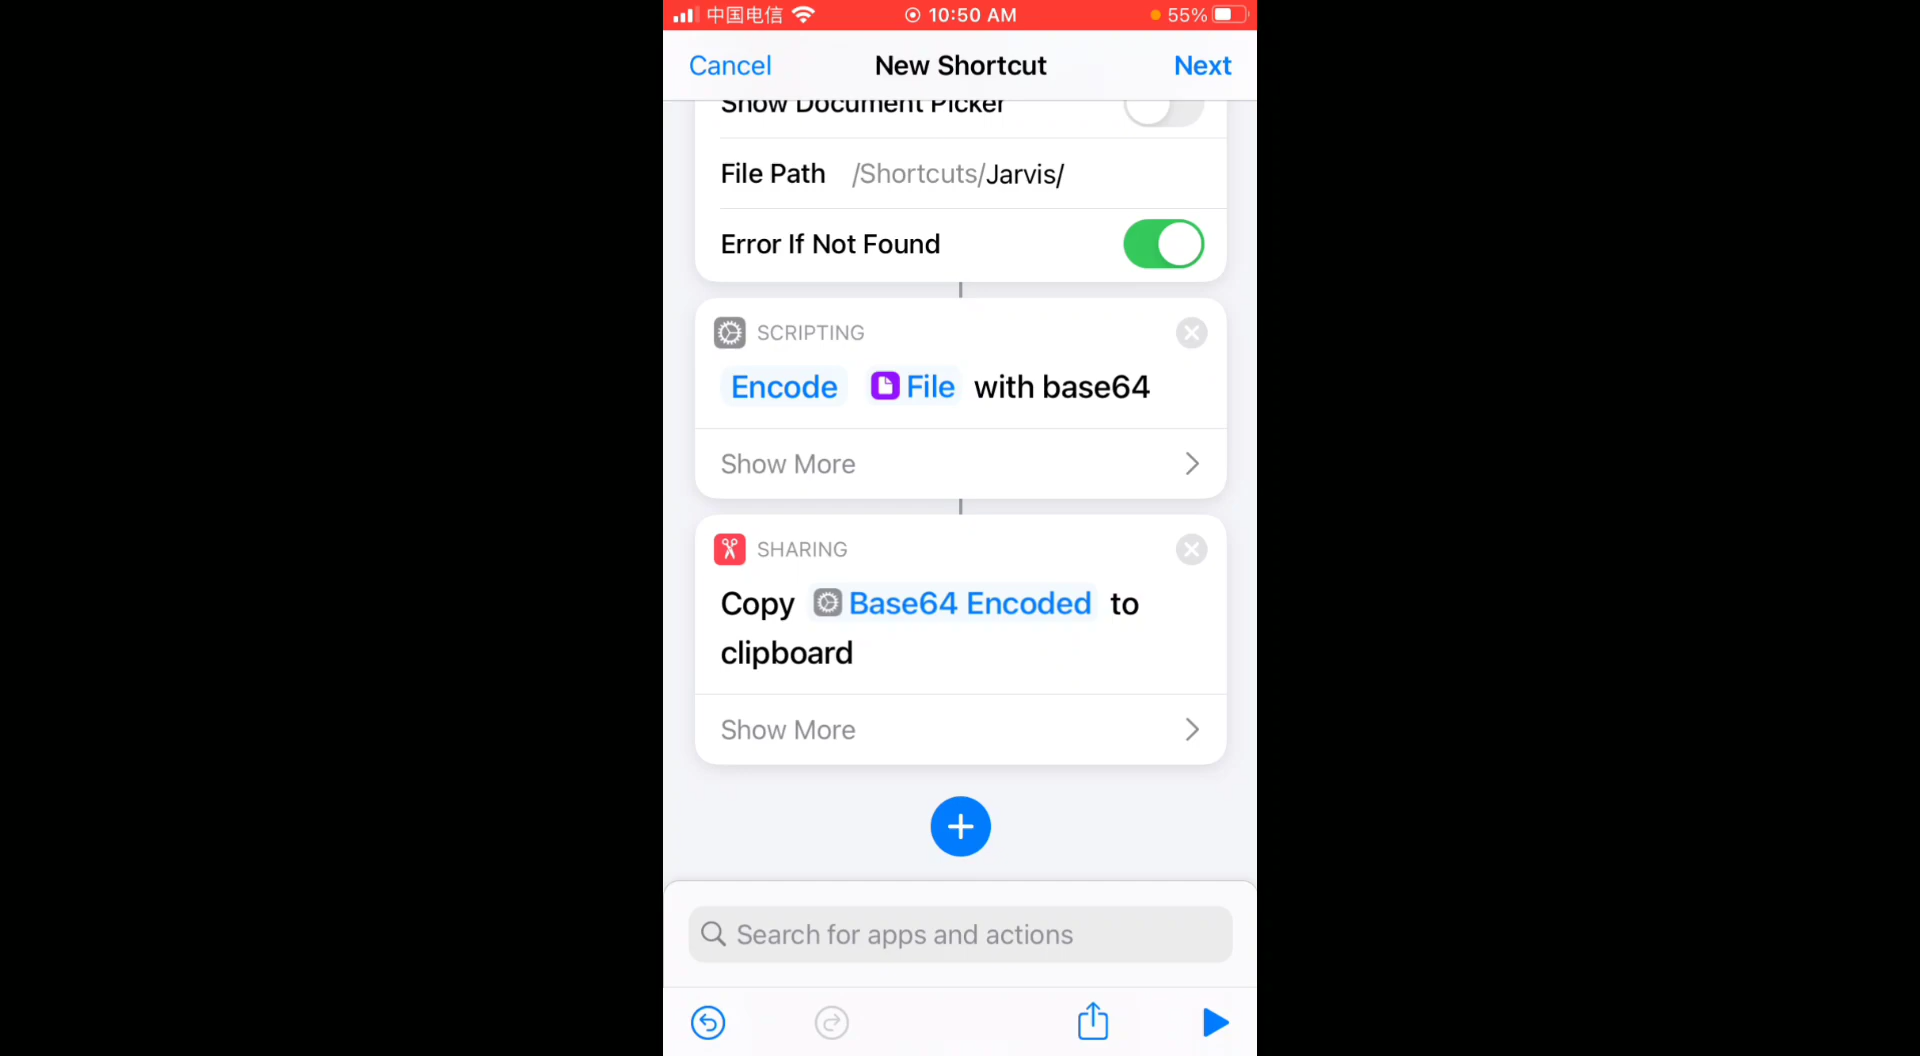 中国电信 10:50 AM 55%
Cancel New Shortcut Next
Show Document Picker
File Path /Shortcuts/Jarvis/
Error If Not Found
SCRIPTING
Encode File with base64
Show More
SHARING
Copy Base64 Encoded to
clipboard
Show More
Search for apps and actions